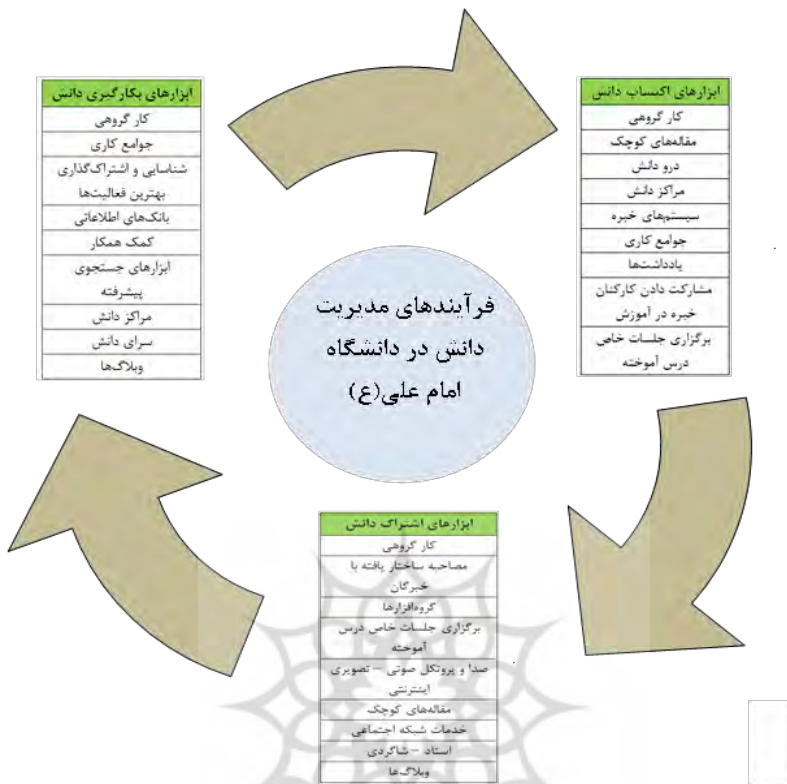 ابزارهای اکتساب دانش
کار گروهی
مقاله‌های کوچک
درو دانش
مراکز دانش
سیستم‌های خبره
جوامع کاری
یادداشت‌ها
مشارکت دادن کارکنان
خبره در آموزش
برگزاری جلسات خاص
درس آموخته
ابزارهای بکارگیری دانش
کار گروهی
جوامع کاری
شناسایی و اشتراک‌گذاری
بهترین فعالیت‌ها
بانک‌های اطلاعاتی
کمک همکار
ابزارهای جستجوی
پیشرفته
مراکز دانش
سرای دانش
وبلاگ‌ها
فرآیندهای مدیریت
دانش در دانشگاه
امام علی(ع)
ابزارهای اشتراک دانش
کار گروهی
مصاحبه ساختار یافته با
خبرگان
گروه‌افزارها
برگزاری جلسات خاص درس
آموخته
صدا و پروتکل صوتی – تصویری
اینترنتی
مقاله‌های کوچک
خدمات شبکه اجتماعی
استاد – شاگردی
وبلاگ‌ها